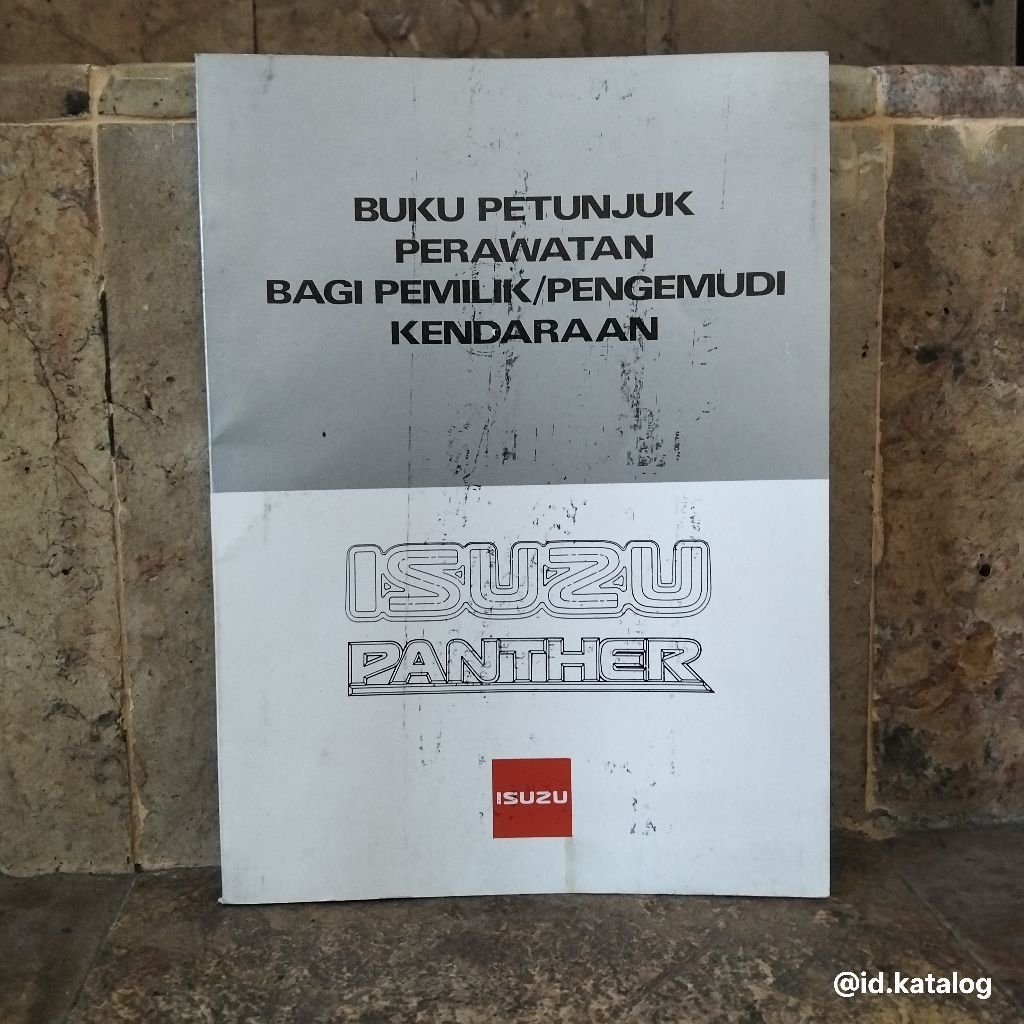 BUKU PETUNJUK
PERAWATAN
BAGI PEMILIK/PENGEMUDI
KENDARAAN
ISUZU
PANTHER
ISUZU
@id.katalog